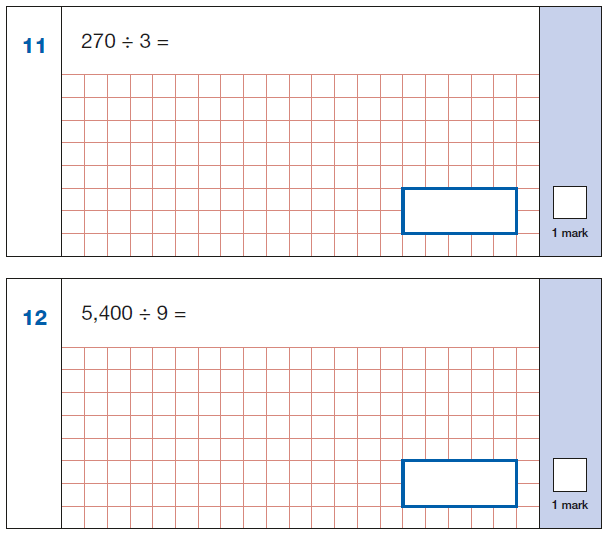 11
270 ÷ 3 =
1 mark
12
5,400 ÷ 9 =
1 mark